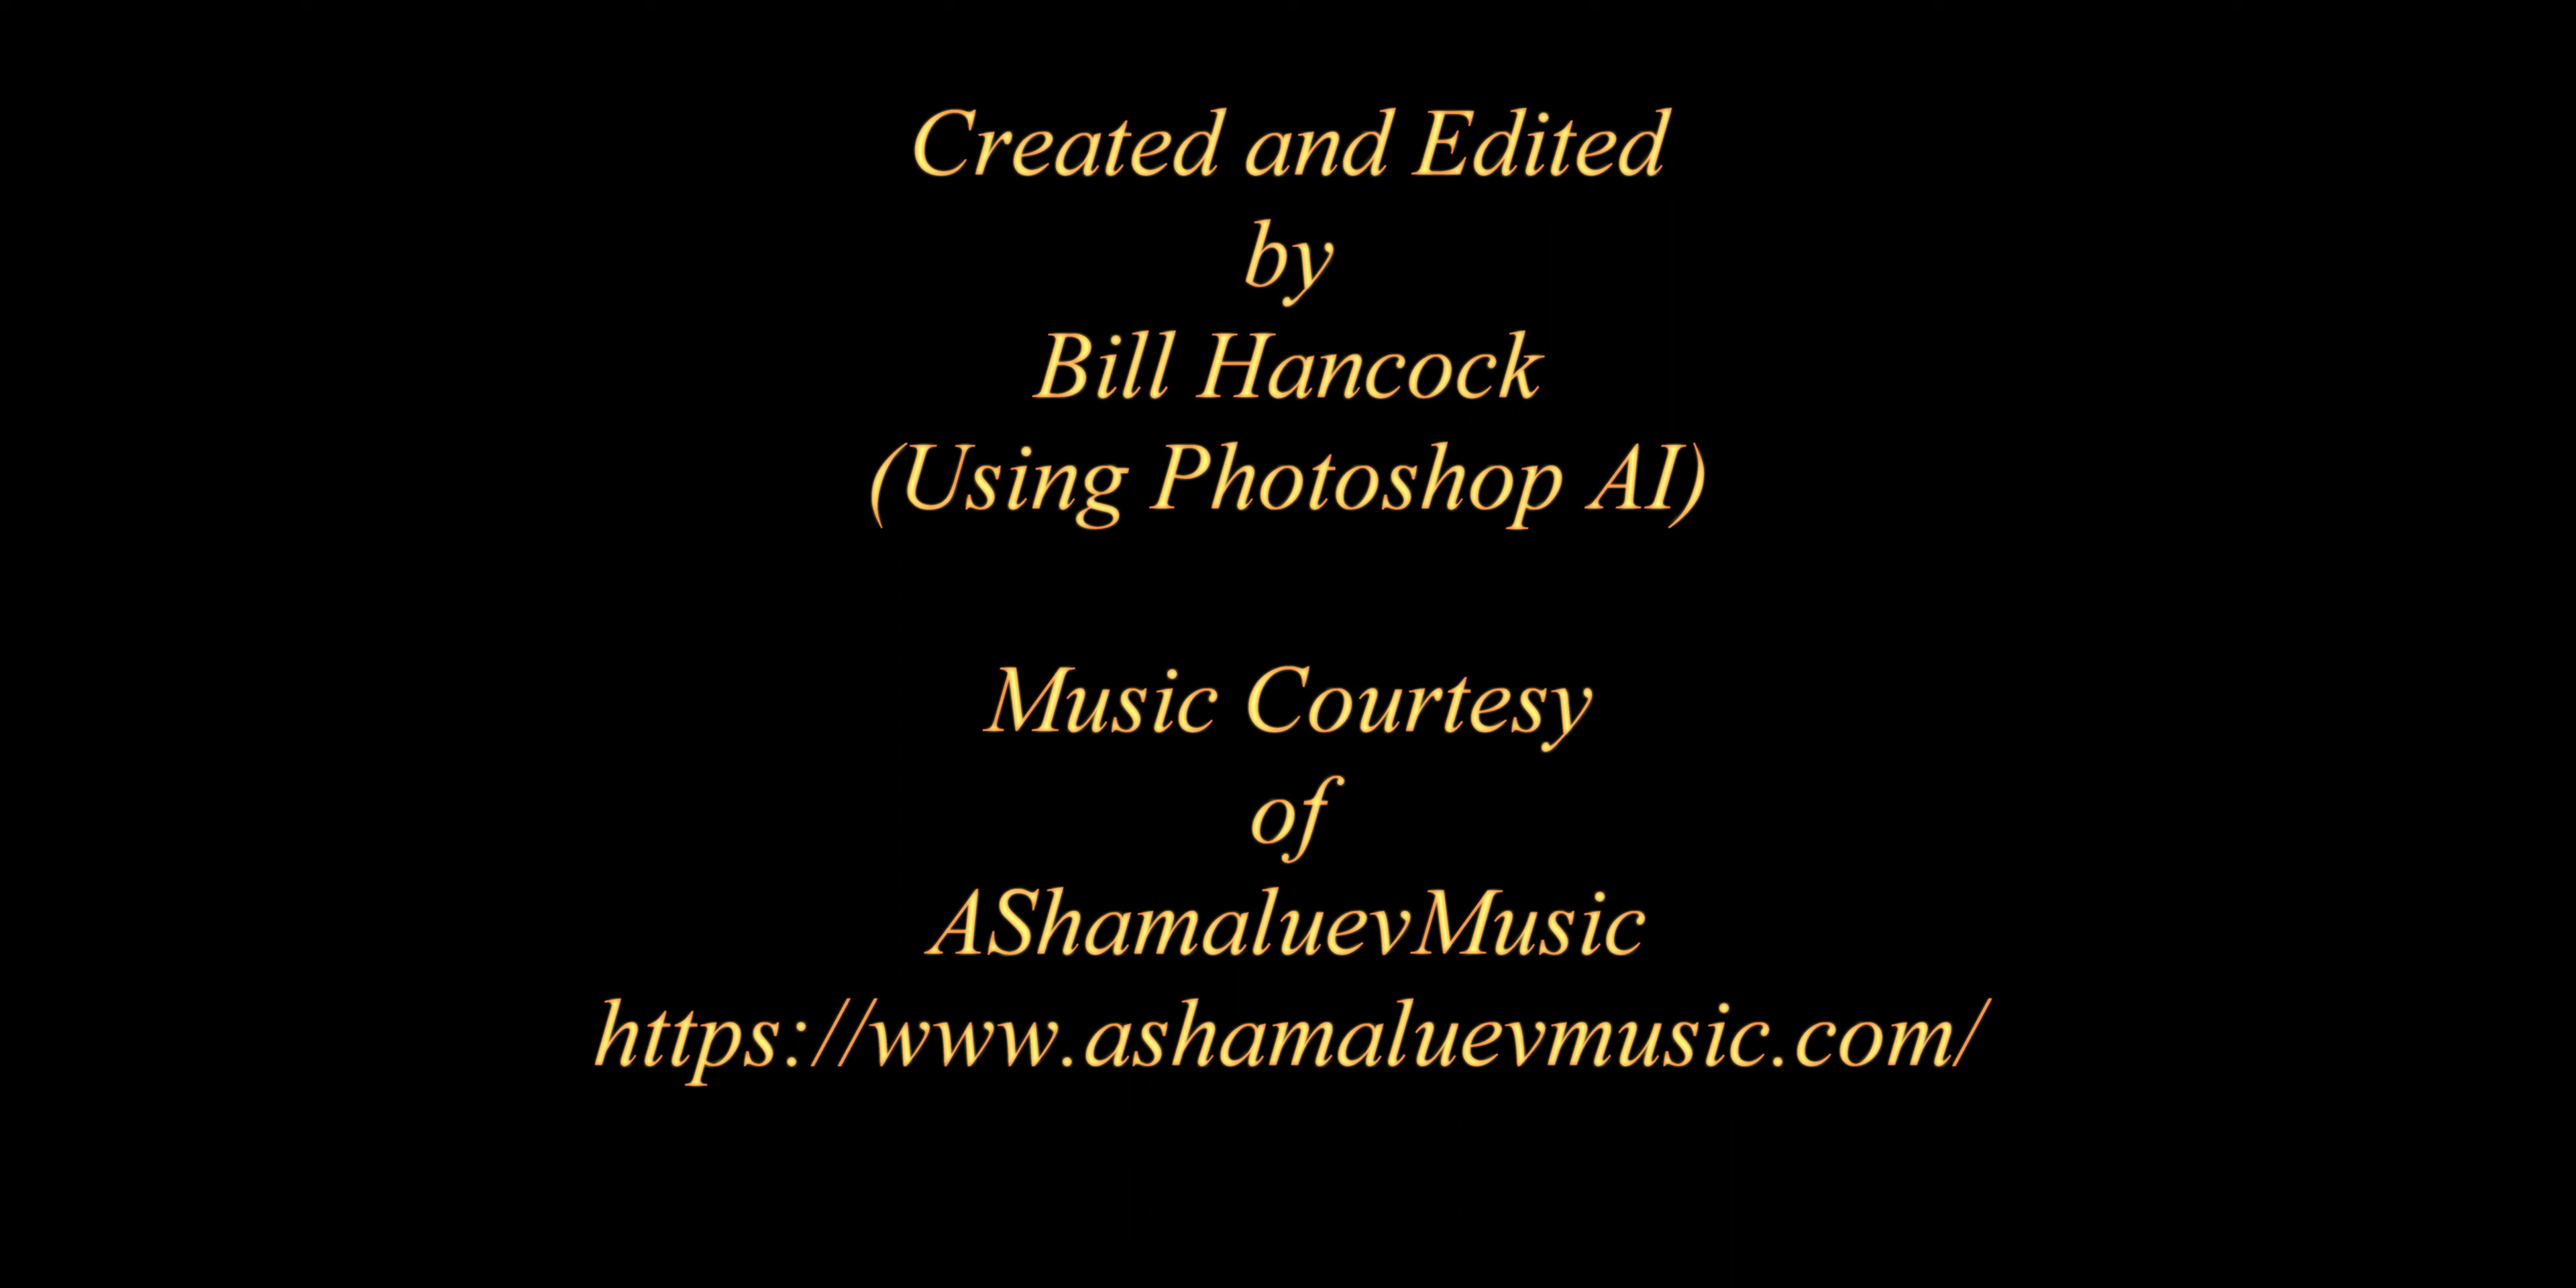 Created and Edited
by
Bill Hancock
(Using Photoshop AI)
Music Courtesy
of
AShamaluevMusic
https://www.ashamaluevmusic.com/